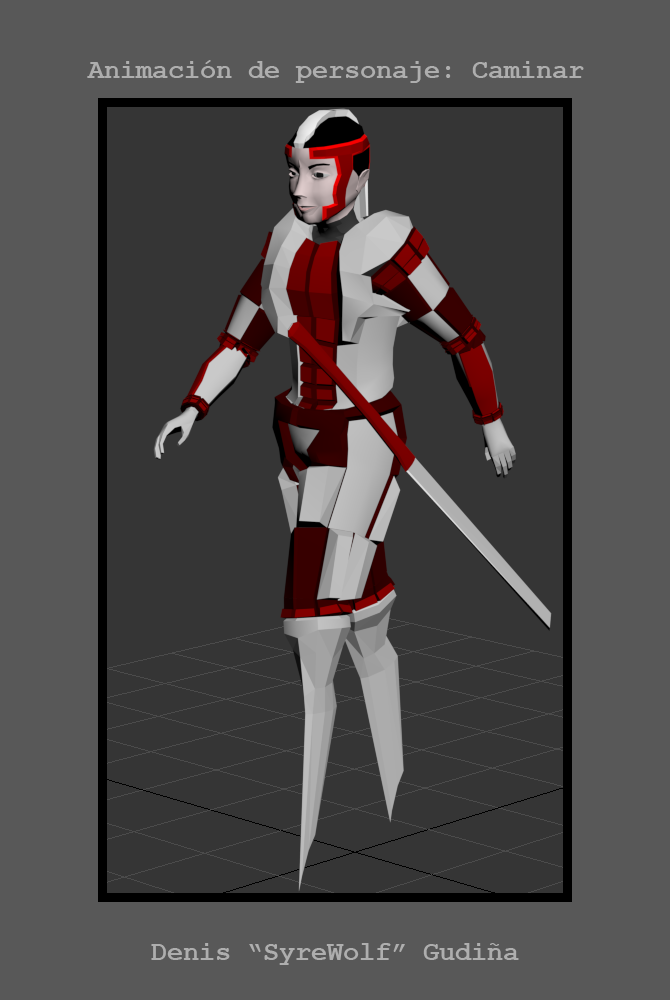 Animación de personaje: Caminar
Denis “SyreWolf” Gudiña